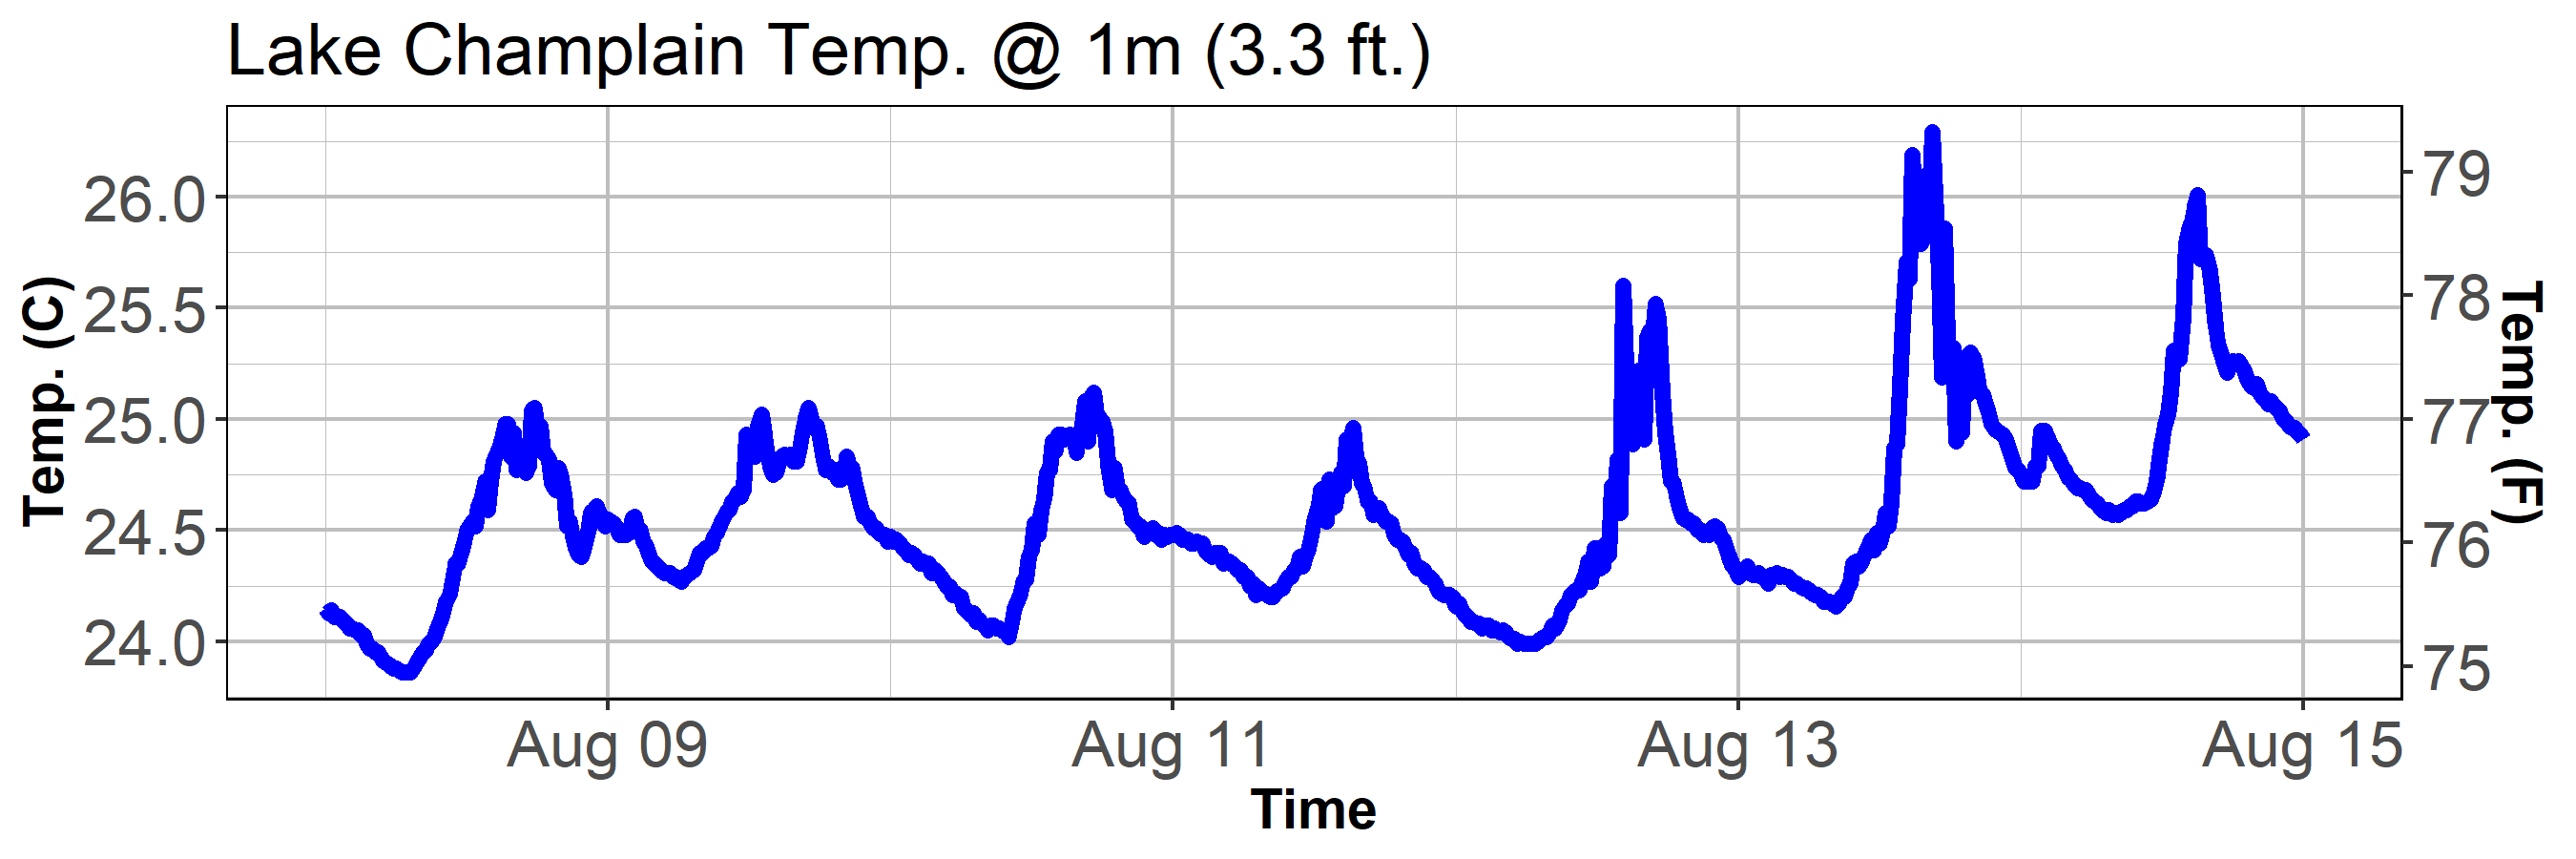 Lake Champlain Temp. @ 1m (3.3 ft.)
Temp. (C)
26.0
25.5
25.0
24.5
24.0
79
78
77
76
75
Temp. (F)
Aug 09 Aug 11 Aug 13 Aug 15
Time